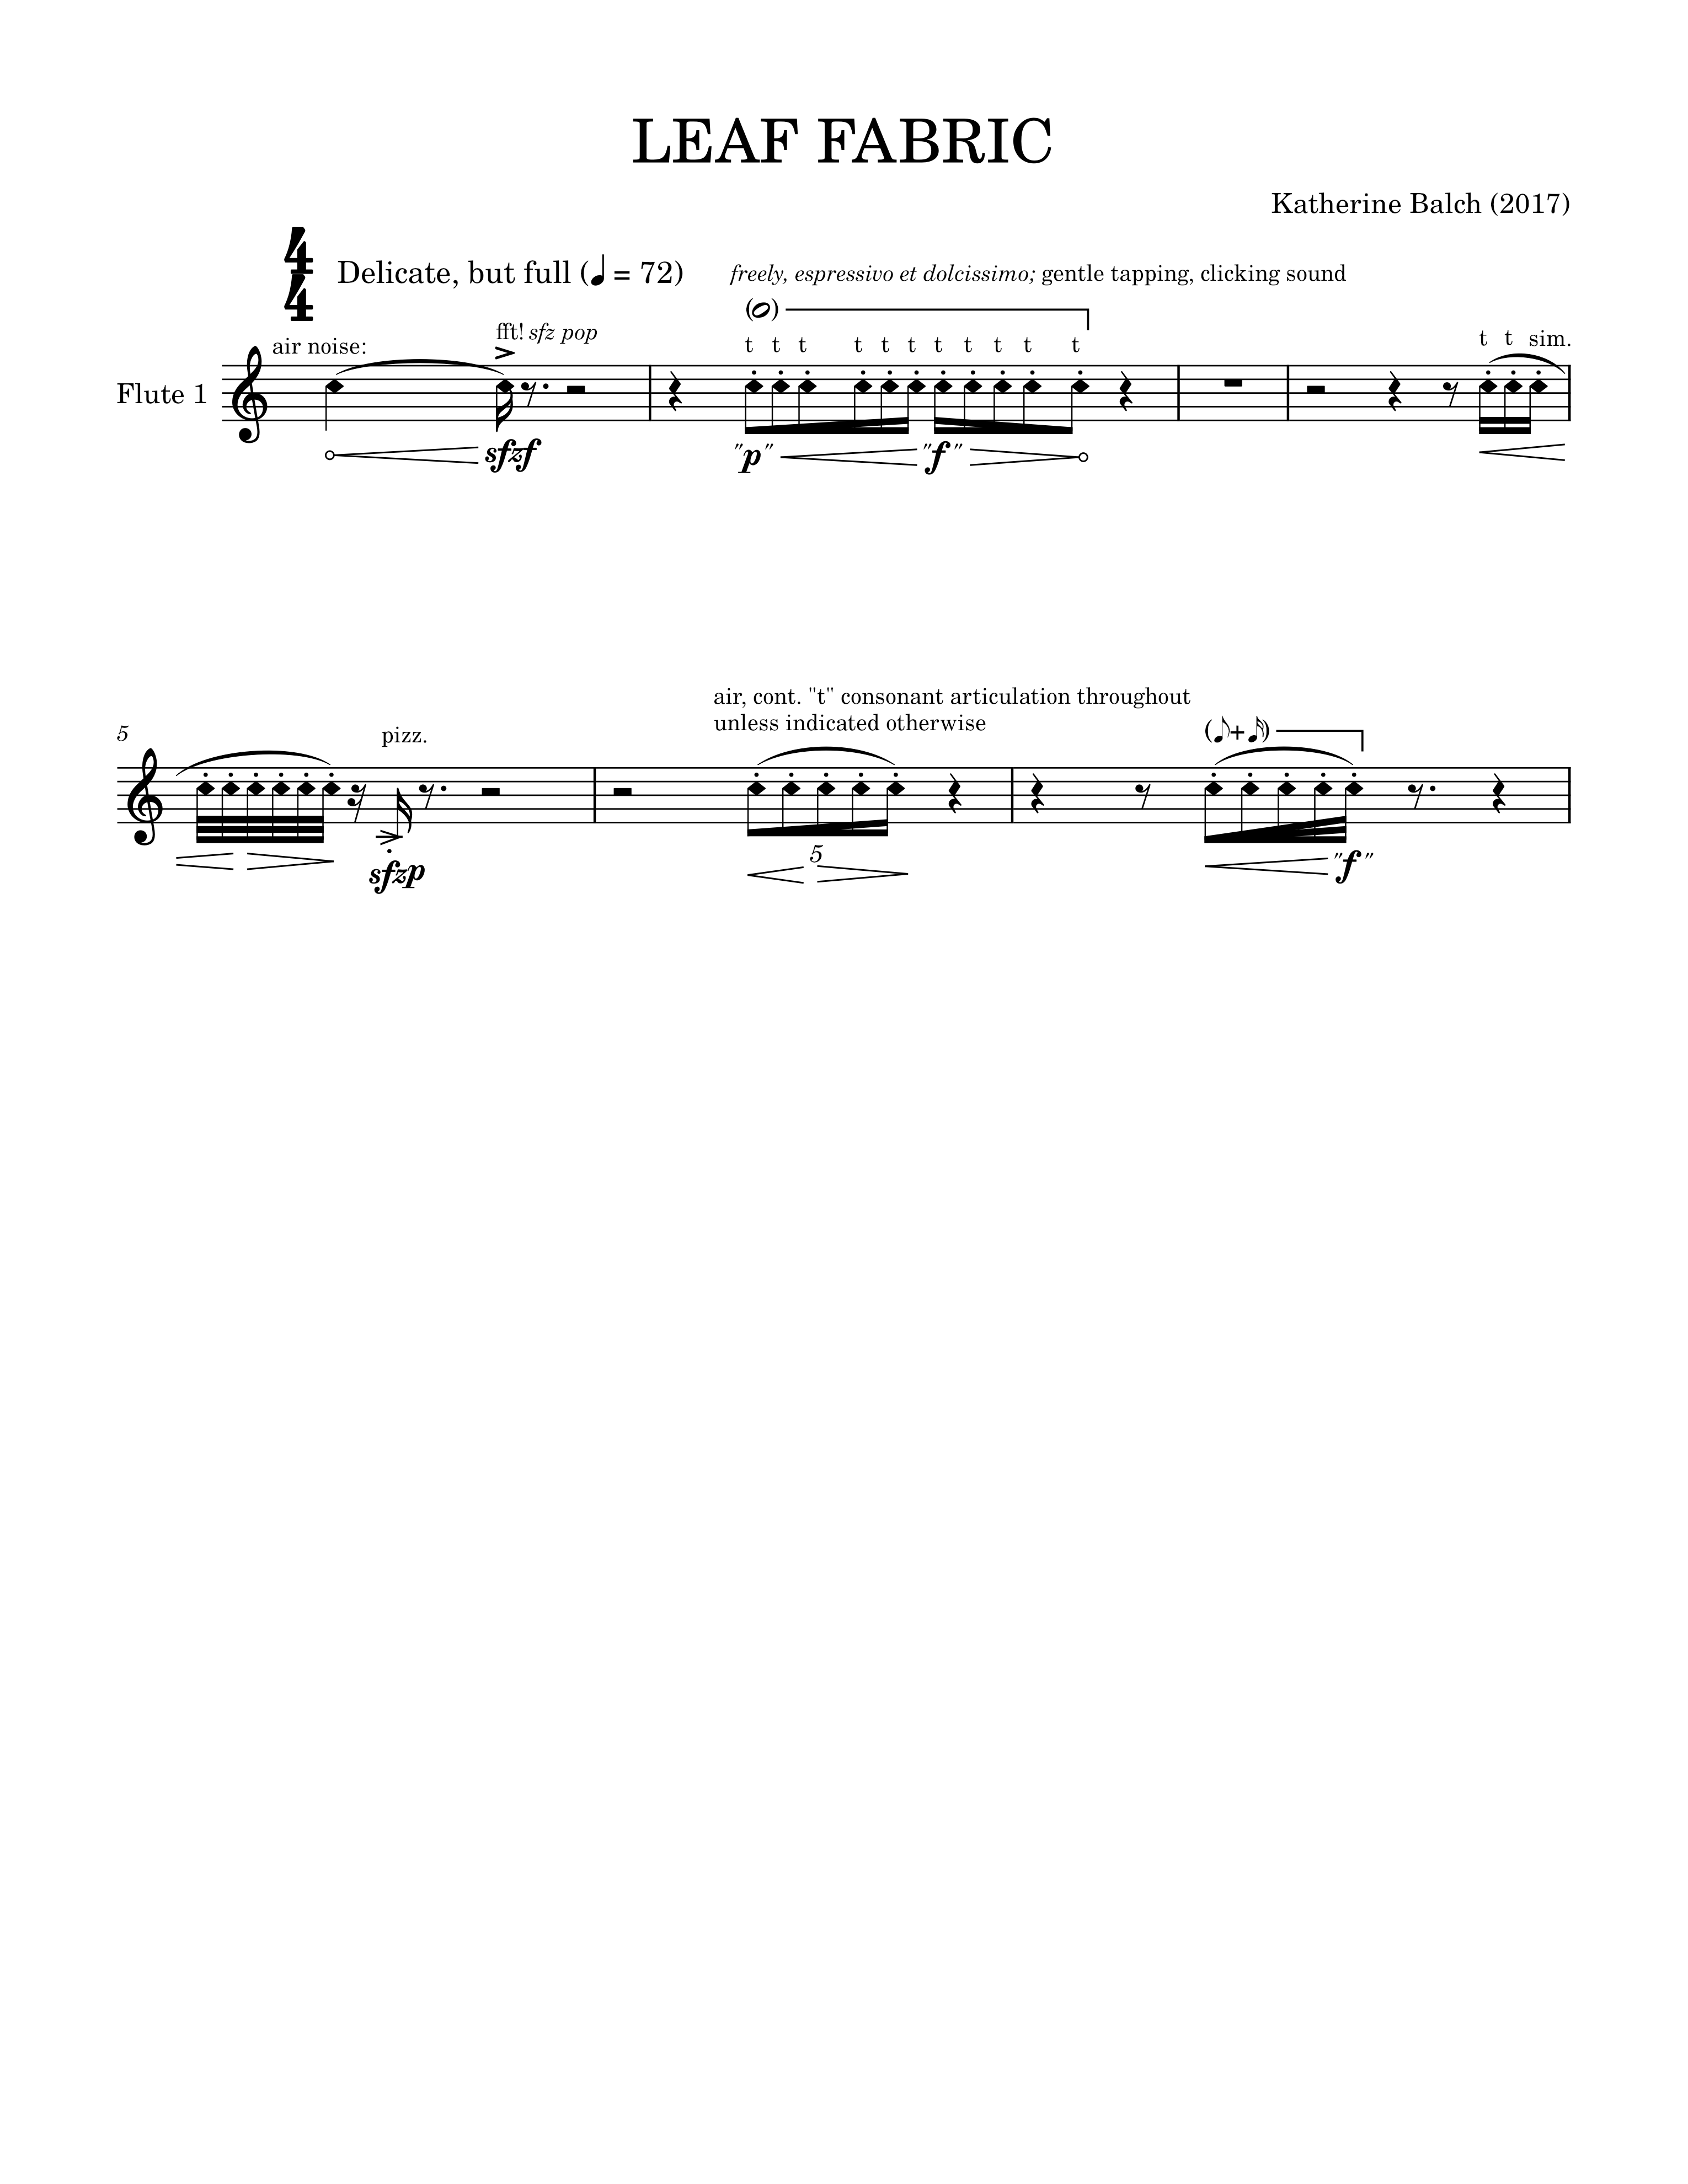 LEAF FABRIC
Katherine Balch (2017)
4
4
Delicate, but full (♩ = 72)
freely, espressivo et dolcissimo; gentle tapping, clicking sound
air noise:
fft! sfz pop
t t t t t t t t t t t
t t sim.
Flute 1
sfzf
"p" "f"
air, cont. "t" consonant articulation throughout
unless indicated otherwise
5
pizz.
(♪+♬)
sfzp
5
"f"